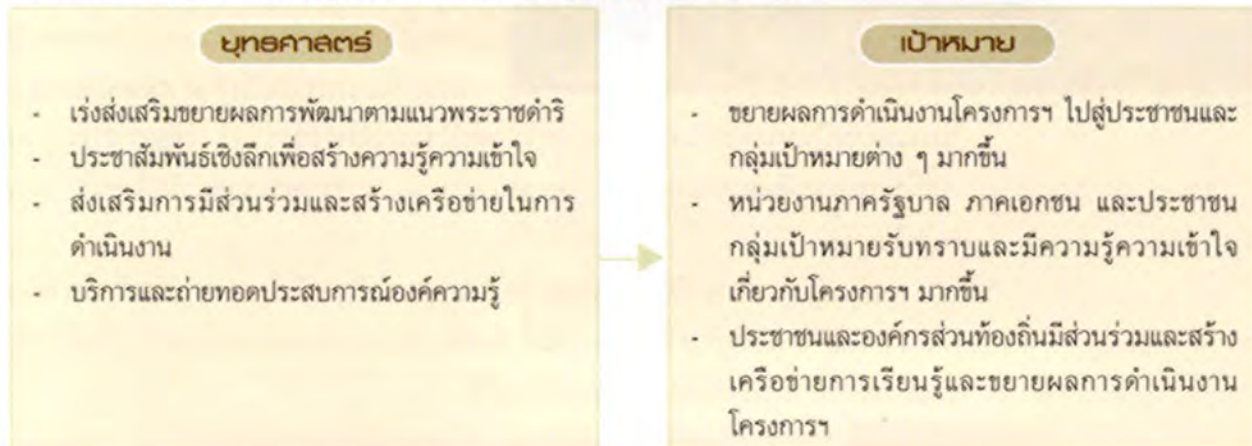 ยุทธศาสตร์
- เร่งส่งเสริมขยายผลการพัฒนาตามแนวพระราชดำริ
- ประชาสัมพันธ์เชิงลึกเพื่อสร้างความรู้ความเข้าใจ
- ส่งเสริมการมีส่วนร่วมและสร้างเครือข่ายในการ
ดำเนินงาน
- บริการและถ่ายทอดประสบการณ์องค์ความรู้
เป้าหมาย
- ขยายผลการดำเนินงานโครงการฯ ไปสู่ประชาชนและ
กลุ่มเป้าหมายต่าง ๆ มากขึ้น
- หน่วยงานภาครัฐบาล ภาคเอกชน และประชาชน
กลุ่มเป้าหมายรับทราบและมีความรู้ความเข้าใจ
เกี่ยวกับโครงการฯ มากขึ้น
- ประชาชนและองค์กรส่วนท้องถิ่นมีส่วนร่วมและสร้าง
เครือข่ายการเรียนรู้และขยายผลการดำเนินงาน
โครงการฯ